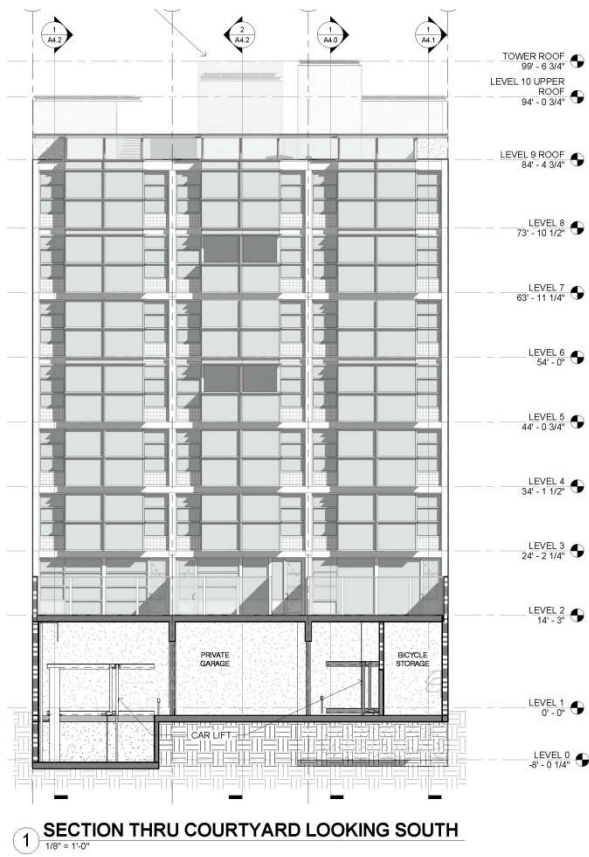 1
A4.2
2
A4.2
1
A4.0
1
A4.1
TOWER ROOF
99' - 6 3/4"
LEVEL 10 UPPER
ROOF
94' - 0 3/4"
LEVEL 9 ROOF
84' - 4 3/4"
LEVEL 8
73' - 10 1/2"
LEVEL 7
63' - 11 1/4"
LEVEL 6
54' - 0"
LEVEL 5
44' - 0 3/4"
LEVEL 4
34' - 1 1/2"
LEVEL 3
24' - 2 1/4"
LEVEL 2
14' - 3"
PRIVATE
GARAGE
BICYCLE
STORAGE
LEVEL 1
0' - 0"
CAR LIFT
LEVEL 0
-8' - 0 1/4"
1 SECTION THRU COURTYARD LOOKING SOUTH
1/8" = 1'-0"